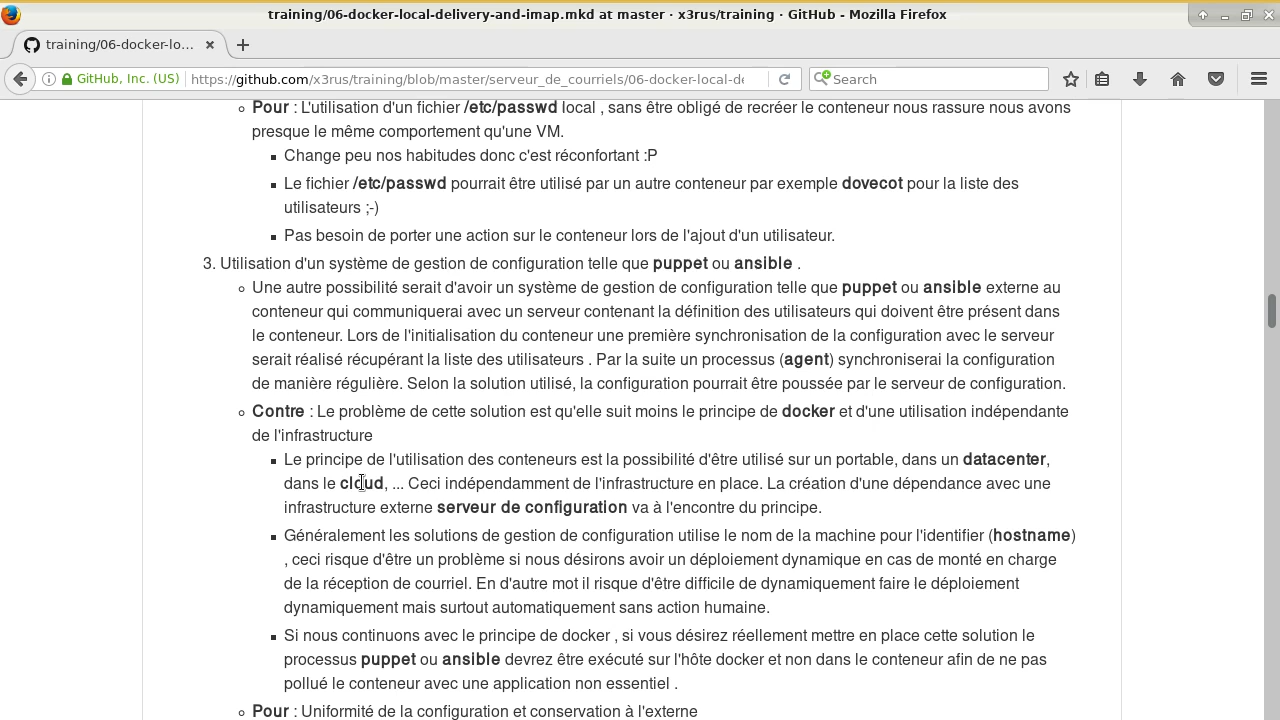 training/06-docker-local-delivery-and-imap.mkd at master · x3rus/training · GitHub - Mozilla Firefox
training/06-docker-lo...
GitHub, Inc. (US)
https://github.com/x3rus/training/blob/master/serveur_de_courriels/06-docker-local-de
Search
Pour : L'utilisation d'un fichier /etc/passwd local , sans être obligé de recréer le conteneur nous rassure nous avons
presque le même comportement qu'une VM.
Change peu nos habitudes donc c'est réconfortant :P
Le fichier /etc/passwd pourrait être utilisé par un autre conteneur par exemple dovecot pour la liste des
utilisateurs ;-)
Pas besoin de porter une action sur le conteneur lors de l'ajout d'un utilisateur.
3. Utilisation d'un système de gestion de configuration telle que puppet ou ansible .
Une autre possibilité serait d'avoir un système de gestion de configuration telle que puppet ou ansible externe au
conteneur qui communiquerai avec un serveur contenant la définition des utilisateurs qui doivent être présent dans
le conteneur. Lors de l'initialisation du conteneur une première synchronisation de la configuration avec le serveur
serait réalisé récupérant la liste des utilisateurs . Par la suite un processus (agent) synchroniserai la configuration
de manière régulière. Selon la solution utilisé, la configuration pourrait être poussée par le serveur de configuration.
Contre : Le problème de cette solution est qu'elle suit moins le principe de docker et d'une utilisation indépendante
de l'infrastructure
Le principe de l'utilisation des conteneurs est la possibilité d'être utilisé sur un portable, dans un datacenter,
dans le cloud, ... Ceci indépendamment de l'infrastructure en place. La création d'une dépendance avec une
infrastructure externe serveur de configuration va à l'encontre du principe.
Généralement les solutions de gestion de configuration utilise le nom de la machine pour l'identifier (hostname)
, ceci risque d'être un problème si nous désirons avoir un déploiement dynamique en cas de monté en charge
de la réception de courriel. En d'autre mot il risque d'être difficile de dynamiquement faire le déploiement
dynamiquement mais surtout automatiquement sans action humaine.
Si nous continuons avec le principe de docker , si vous désirez réellement mettre en place cette solution le
processus puppet ou ansible devrez être exécuté sur l'hôte docker et non dans le conteneur afin de ne pas
pollué le conteneur avec une application non essentiel .
Pour : Uniformité de la configuration et conservation à l'externe